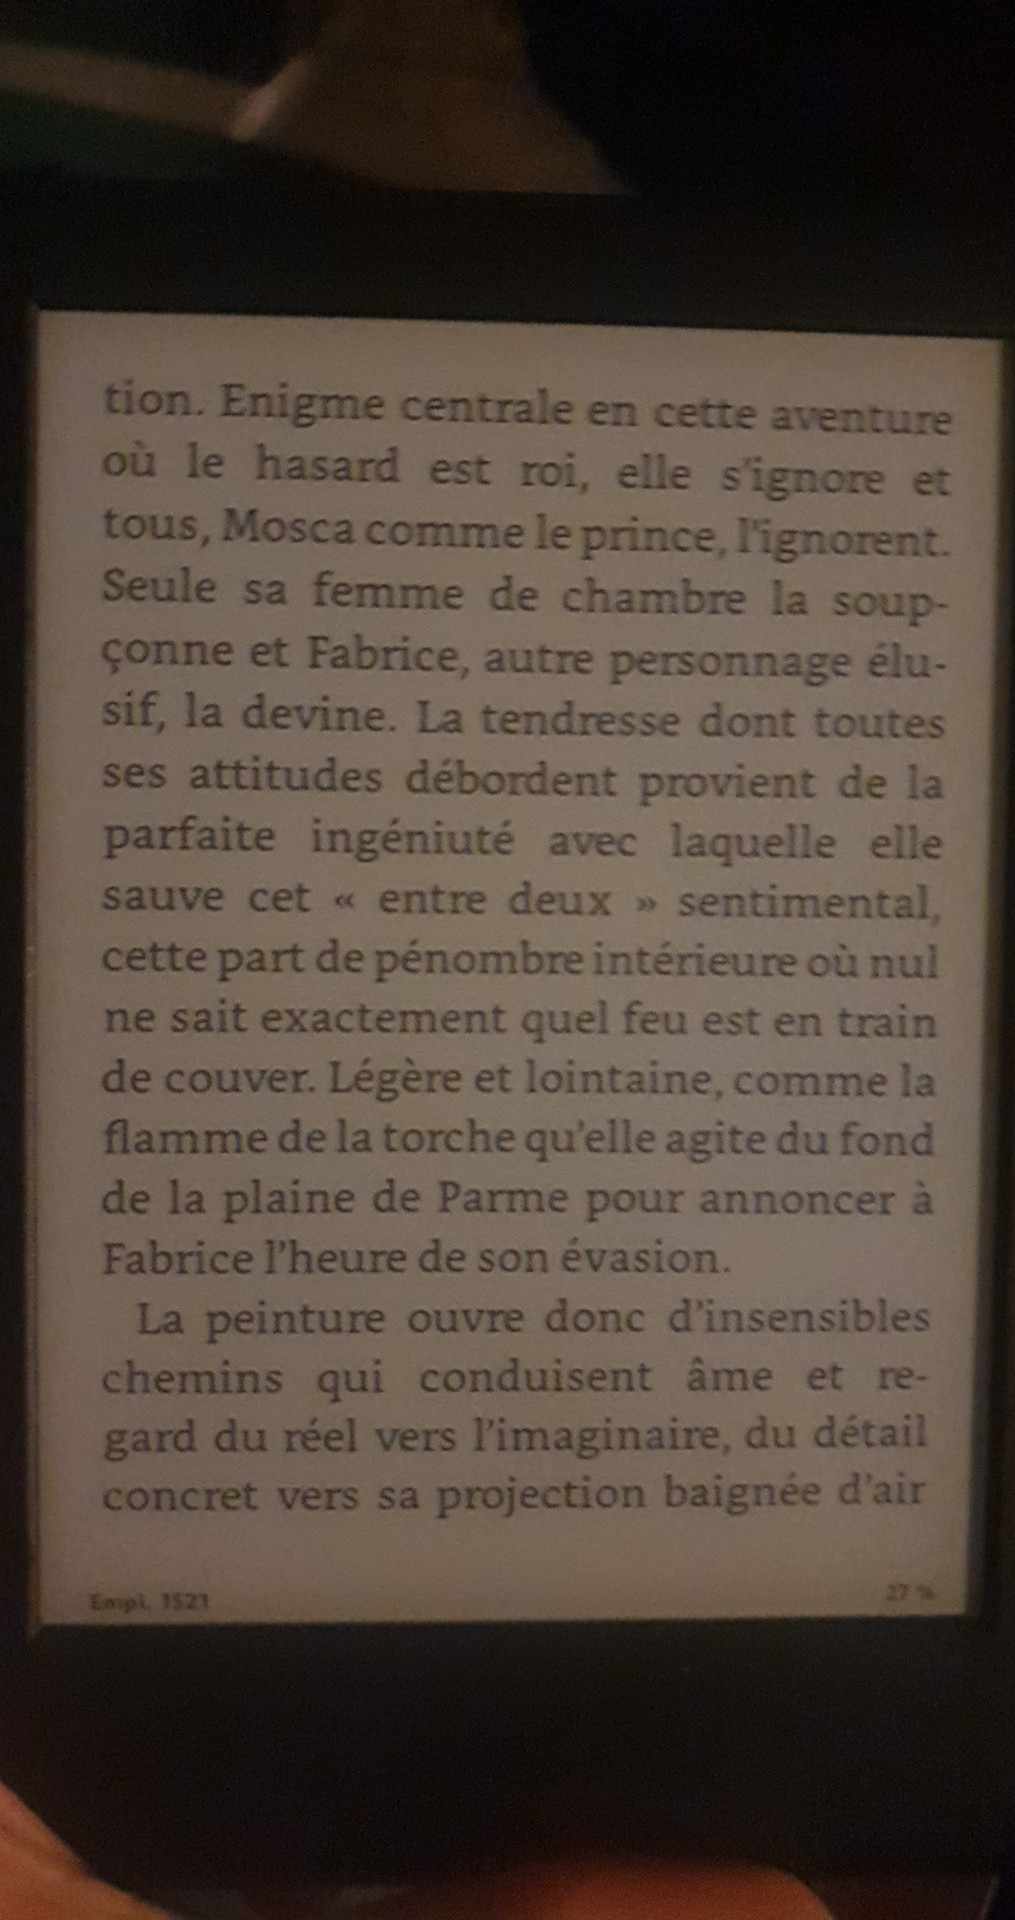 tion. Enigme centrale en cette aventure
où le hasard est roi, elle s'ignore et
tous, Mosca comme le prince, l'ignorent.
Seule sa femme de chambre la soup-
çonne et Fabrice, autre personnage élu-
sif, la devine. La tendresse dont toutes
ses attitudes débordent provient de la
parfaite ingéniuté avec laquelle elle
sauve cet « entre deux » sentimental,
cette part de pénombre intérieure où nul
ne sait exactement quel feu est en train
de couver. Légère et lointaine, comme la
flamme de la torche qu'elle agite du fond
de la plaine de Parme pour annoncer à
Fabrice l'heure de son évasion.
La peinture ouvre donc d'insensibles
chemins qui conduisent âme et re-
gard du réel vers l'imaginaire, du détail
concret vers sa projection baignée d'air
Empl. 1521
27 %